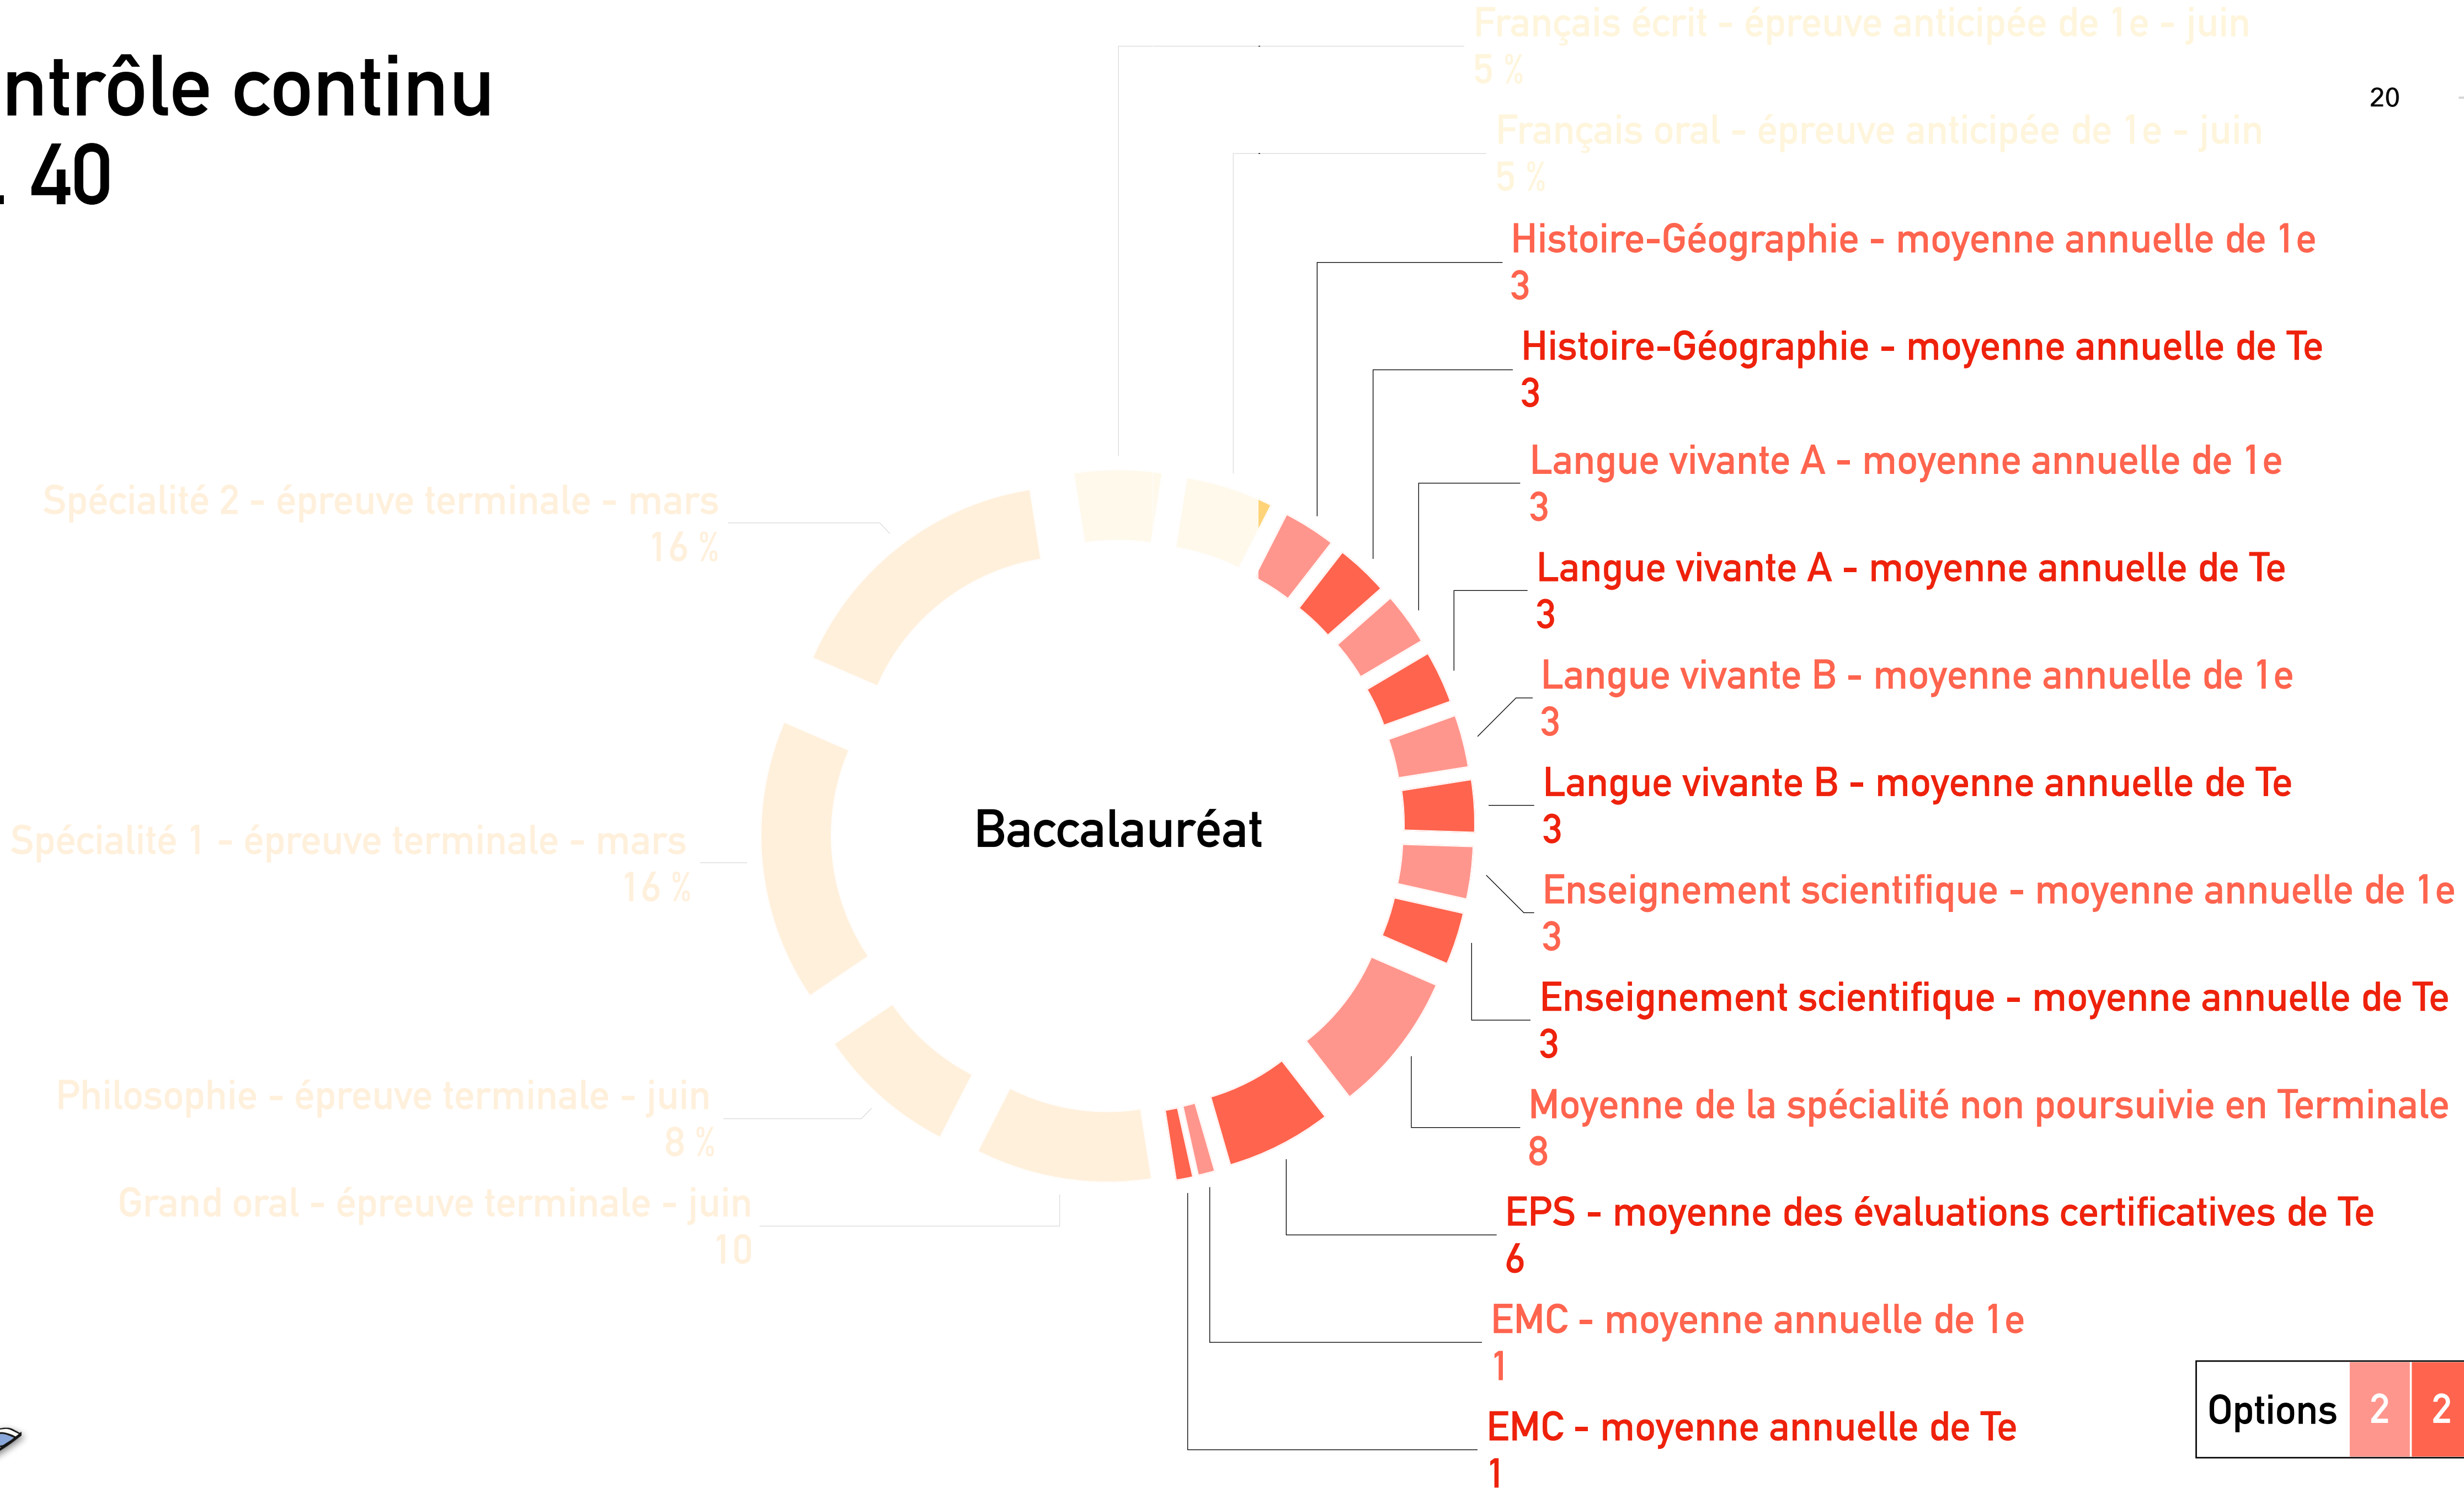 ntrôle continu
. 40
20
Français écrit - épreuve anticipée de 1e - juin
5 %
Français oral - épreuve anticipée de 1e - juin
5 %
Histoire-Géographie - moyenne annuelle de 1e
3
Histoire-Géographie - moyenne annuelle de Te
3
Langue vivante A - moyenne annuelle de 1e
3
Langue vivante A - moyenne annuelle de Te
3
Langue vivante B - moyenne annuelle de 1e
3
Langue vivante B - moyenne annuelle de Te
3
Enseignement scientifique - moyenne annuelle de 1e
3
Enseignement scientifique - moyenne annuelle de Te
3
Moyenne de la spécialité non poursuivie en Terminale
8
EPS - moyenne des évaluations certificatives de Te
6
EMC - moyenne annuelle de 1e
1
EMC - moyenne annuelle de Te
1
Spécialité 2 - épreuve terminale - mars
16 %
Spécialité 1 - épreuve terminale - mars
16 %
Philosophie - épreuve terminale - juin
8 %
Grand oral - épreuve terminale - juin
10
Baccalauréat
Options 2 2